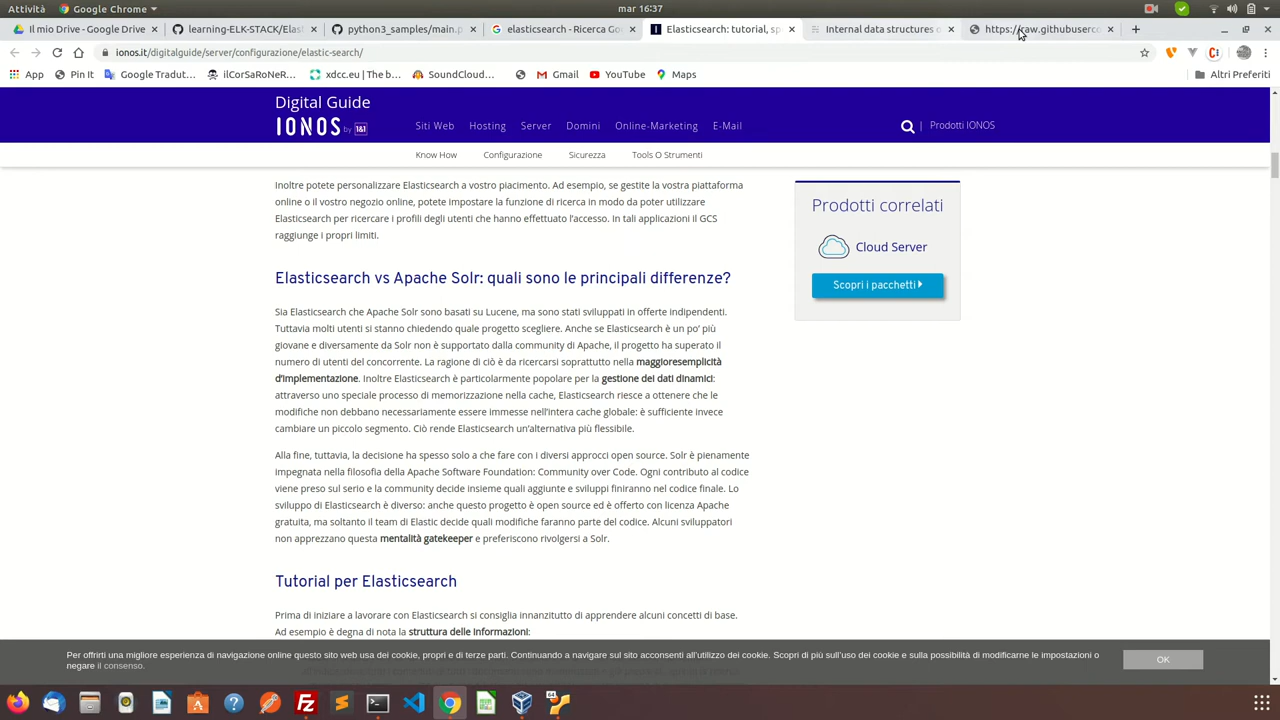 Attività
Google Chrome
mar 16:37
Il mio Drive - Google Drive
learning-ELK-STACK/Elast
python3_samples/main.p
elasticsearch - Ricerca Go
Elasticsearch: tutorial, sp
Internal data structures o
https://raw.githubuserco
ionos.it/digitalguide/server/configurazione/elastic-search/
App
Pin It
Google Tradut...
ilCorSaRoNeR...
xdcc.eu | The b...
SoundCloud...
Gmail
YouTube
Maps
Altri Preferiti
Digital Guide
IONOS by 1&1
Siti Web
Hosting
Server
Domini
Online-Marketing
E-Mail
Prodotti IONOS
Know How
Configurazione
Sicurezza
Tools O Strumenti
Inoltre potete personalizzare Elasticsearch a vostro piacimento. Ad esempio, se gestite la vostra piattaforma
online o il vostro negozio online, potete impostare la funzione di ricerca in modo da poter utilizzare
Elasticsearch per ricercare i profili degli utenti che hanno effettuato l'accesso. In tali applicazioni il GCS
raggiunge i propri limiti.
Prodotti correlati
Cloud Server
Scopri i pacchetti
Elasticsearch vs Apache Solr: quali sono le principali differenze?
Sia Elasticsearch che Apache Solr sono basati su Lucene, ma sono stati sviluppati in offerte indipendenti.
Tuttavia molti utenti si stanno chiedendo quale progetto scegliere. Anche se Elasticsearch è un po' più
giovane e diversamente da Solr non è supportato dalla community di Apache, il progetto ha superato il
numero di utenti del concorrente. La ragione di ciò è da ricercarsi soprattutto nella maggioresemplicità
d'implementazione. Inoltre Elasticsearch è particolarmente popolare per la gestione dei dati dinamici:
attraverso uno speciale processo di memorizzazione nella cache, Elasticsearch riesce a ottenere che le
modifiche non debbano necessariamente essere immesse nell'intera cache globale: è sufficiente invece
cambiare un piccolo segmento. Ciò rende Elasticsearch un'alternativa più flessibile.
Alla fine, tuttavia, la decisione ha spesso solo a che fare con i diversi approcci open source. Solr è pienamente
impegnata nella filosofia della Apache Software Foundation: Community over Code. Ogni contributo al codice
viene preso sul serio e la community decide insieme quali aggiunte e sviluppi finiranno nel codice finale. Lo
sviluppo di Elasticsearch è diverso: anche questo progetto è open source ed è offerto con licenza Apache
gratuita, ma soltanto il team di Elastic decide quali modifiche faranno parte del codice. Alcuni sviluppatori
non apprezzano questa mentalità gatekeeper e preferiscono rivolgersi a Solr.
Tutorial per Elasticsearch
Prima di iniziare a lavorare con Elasticsearch si consiglia innanzitutto di apprendere alcuni concetti di base.
Ad esempio è degna di nota la struttura delle informazioni:
Per offrirti una migliore esperienza di navigazione online questo sito web usa dei cookie, propri e di terze parti. Continuando a navigare sul sito acconsenti all'utilizzo dei cookie. Scopri di più sull'uso dei cookie e sulla possibilità di modificarne le impostazioni o
negare il consenso.
OK